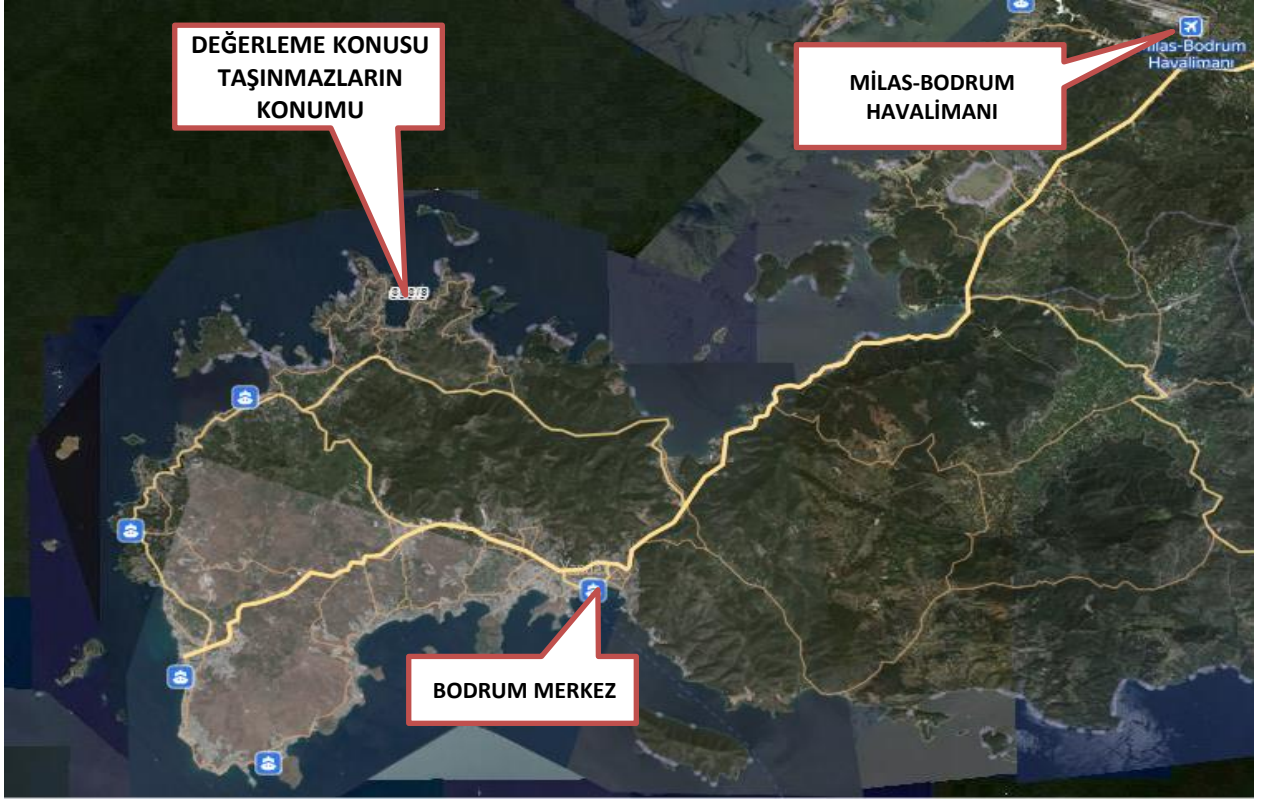 DEĞERLEME KONUSU
TAŞINMAZLARIN
KONUMU
MİLAS-BODRUM
HAVALİMANI
Milas-Bodrum
Havalimanı
BODRUM MERKEZ